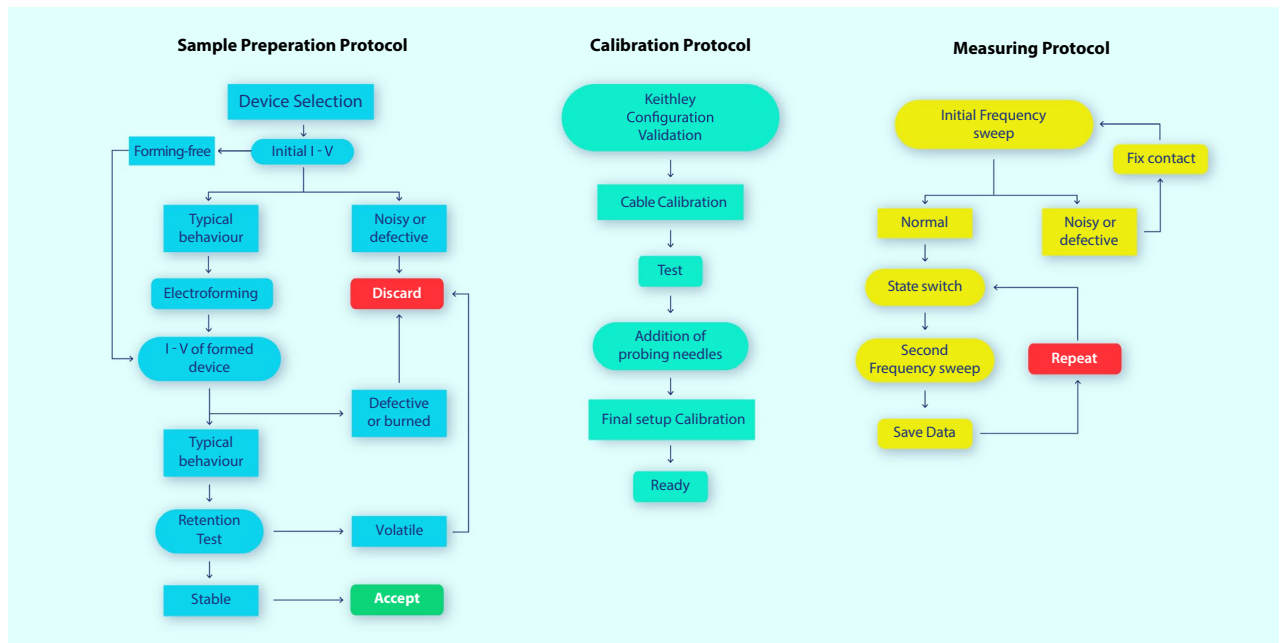 Sample Preperation Protocol
Device Selection
Forming-free
Initial I - V
Typical
behaviour
Noisy or
defective
Electroforming
Discard
I - V of formed
device
Defective
or burned
Typical
behaviour
Retention
Test
Volatile
Stable
Accept
Calibration Protocol
Keithley
Configuration
Validation
Cable Calibration
Test
Addition of
probing needles
Final setup Calibration
Ready
Measuring Protocol
Initial Frequency
sweep
Fix contact
Normal
Noisy or
defective
State switch
Second
Frequency sweep
Repeat
Save Data